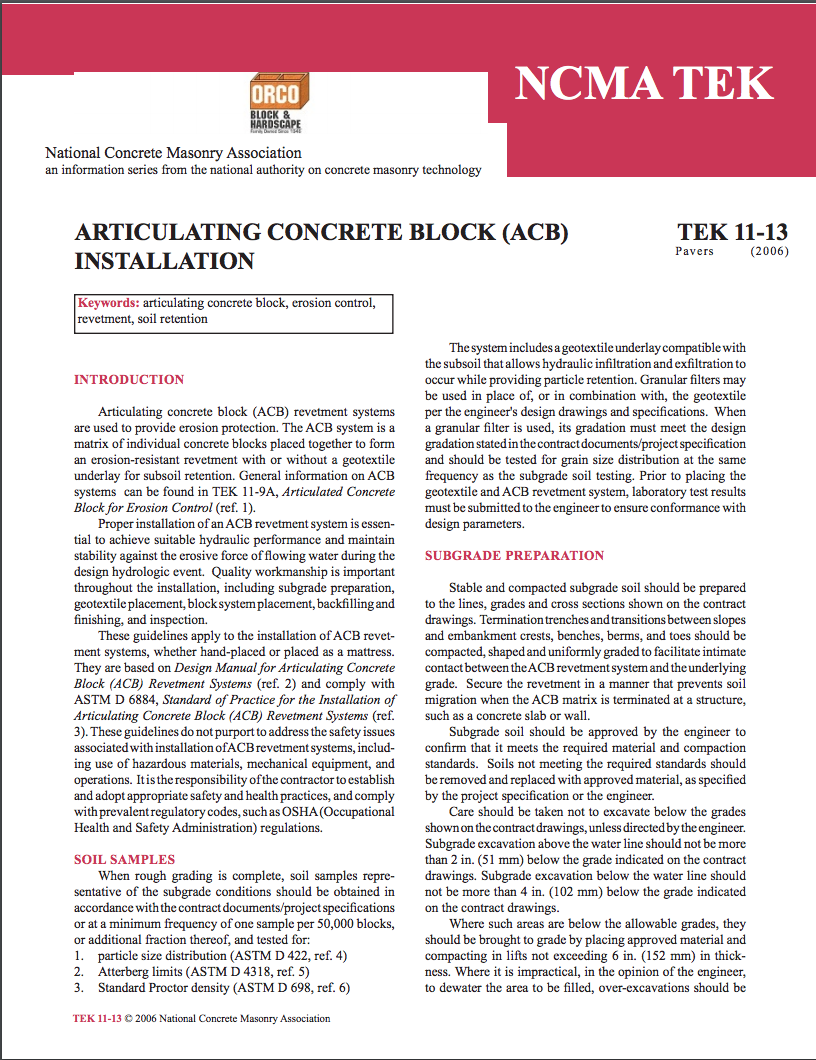 ORCO
BLOCK &
HARDSCAPE
Family Owned Since 1946
NCMA TEK
National Concrete Masonry Association
an information series from the national authority on concrete masonry technology
ARTICULATING CONCRETE BLOCK (ACB)
INSTALLATION
TEK 11-13
Pavers (2006)
Keywords: articulating concrete block, erosion control,
revetment, soil retention
INTRODUCTION
Articulating concrete block (ACB) revetment systems
are used to provide erosion protection. The ACB system is a
matrix of individual concrete blocks placed together to form
an erosion-resistant revetment with or without a geotextile
underlay for subsoil retention. General information on ACB
systems can be found in TEK 11-9A, Articulated Concrete
Block for Erosion Control (ref. 1).
Proper installation of an ACB revetment system is essen-
tial to achieve suitable hydraulic performance and maintain
stability against the erosive force of flowing water during the
design hydrologic event. Quality workmanship is important
throughout the installation, including subgrade preparation,
geotextile placement, block system placement, backfilling and
finishing, and inspection.
These guidelines apply to the installation of ACB revet-
ment systems, whether hand-placed or placed as a mattress.
They are based on Design Manual for Articulating Concrete
Block (ACB) Revetment Systems (ref. 2) and comply with
ASTM D 6884, Standard of Practice for the Installation of
Articulating Concrete Block (ACB) Revetment Systems (ref.
3). These guidelines do not purport to address the safety issues
associated with installation of ACB revetment systems, includ-
ing use of hazardous materials, mechanical equipment, and
operations. It is the responsibility of the contractor to establish
and adopt appropriate safety and health practices, and comply
with prevalent regulatory codes, such as OSHA (Occupational
Health and Safety Administration) regulations.
SOIL SAMPLES
When rough grading is complete, soil samples repre-
sentative of the subgrade conditions should be obtained in
accordance with the contract documents/project specifications
or at a minimum frequency of one sample per 50,000 blocks,
or additional fraction thereof, and tested for:
1. particle size distribution (ASTM D 422, ref. 4)
2. Atterberg limits (ASTM D 4318, ref. 5)
3. Standard Proctor density (ASTM D 698, ref. 6)
The system includes a geotextile underlay compatible with
the subsoil that allows hydraulic infiltration and exfiltration to
occur while providing particle retention. Granular filters may
be used in place of, or in combination with, the geotextile
per the engineer's design drawings and specifications. When
a granular filter is used, its gradation must meet the design
gradation stated in the contract documents/project specification
and should be tested for grain size distribution at the same
frequency as the subgrade soil testing. Prior to placing the
geotextile and ACB revetment system, laboratory test results
must be submitted to the engineer to ensure conformance with
design parameters.
SUBGRADE PREPARATION
Stable and compacted subgrade soil should be prepared
to the lines, grades and cross sections shown on the contract
drawings. Termination trenches and transitions between slopes
and embankment crests, benches, berms, and toes should be
compacted, shaped and uniformly graded to facilitate intimate
contact between the ACB revetment system and the underlying
grade. Secure the revetment in a manner that prevents soil
migration when the ACB matrix is terminated at a structure,
such as a concrete slab or wall.
Subgrade soil should be approved by the engineer to
confirm that it meets the required material and compaction
standards. Soils not meeting the required standards should
be removed and replaced with approved material, as specified
by the project specification or the engineer.
Care should be taken not to excavate below the grades
shown on the contract drawings, unless directed by the engineer.
Subgrade excavation above the water line should not be more
than 2 in. (51 mm) below the grade indicated on the contract
drawings. Subgrade excavation below the water line should
not be more than 4 in. (102 mm) below the grade indicated
on the contract drawings.
Where such areas are below the allowable grades, they
should be brought to grade by placing approved material and
compacting in lifts not exceeding 6 in. (152 mm) in thick-
ness. Where it is impractical, in the opinion of the engineer,
to dewater the area to be filled, over-excavations should be
TEK 11-13 © 2006 National Concrete Masonry Association